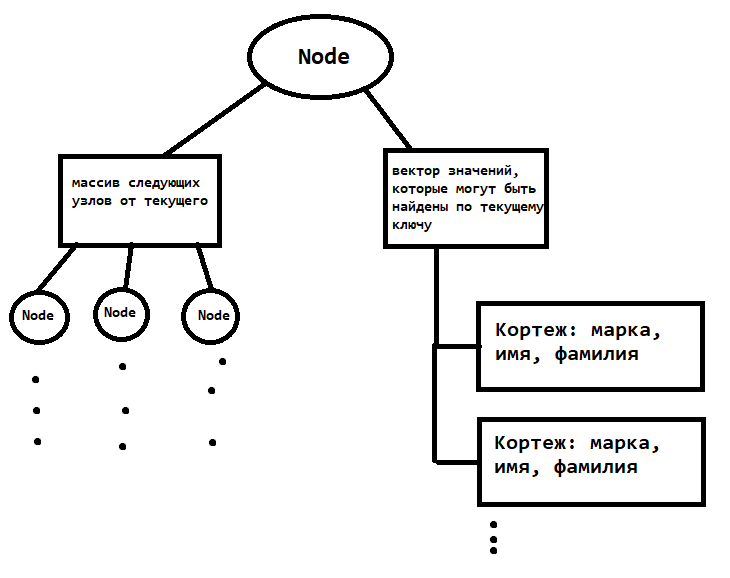 Node
массив следующих
узлов от текущего
вектор значений,
которые могут быть
найдены по текущему
ключу
Node
Node
Node
Кортеж: марка,
имя, фамилия
Кортеж: марка,
имя, фамилия